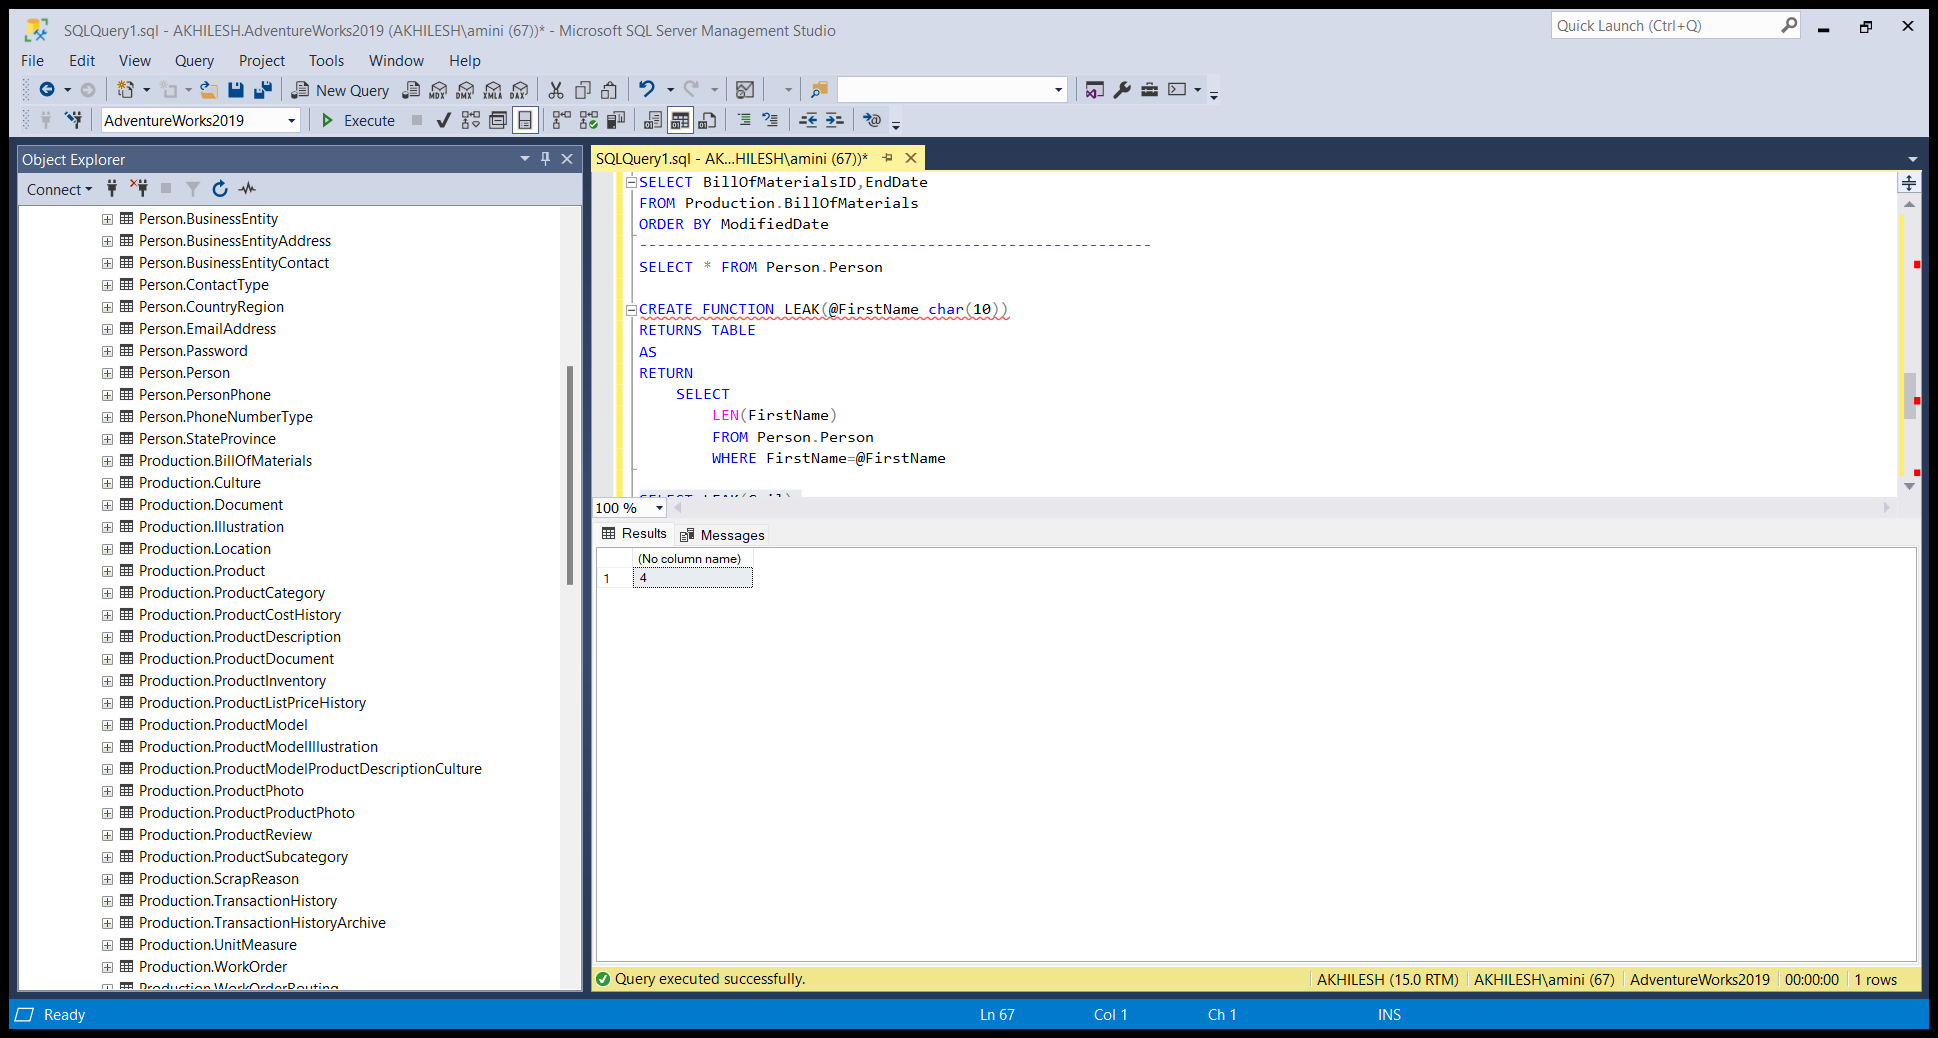 SQLQuery1.sql - AKHILESH.AdventureWorks2019 (AKHILESH\amini (67))* - Microsoft SQL Server Management Studio
Quick Launch (Ctrl+Q)
File Edit View Query Project Tools Window Help
New Query MDX DMX XMLA DAX
AdventureWorks2019 Execute
Object Explorer
Connect
Person.BusinessEntity
Person.BusinessEntityAddress
Person.BusinessEntityContact
Person.ContactType
Person.CountryRegion
Person.EmailAddress
Person.Password
Person.Person
Person.PersonPhone
Person.PhoneNumberType
Person.StateProvince
Production.BillOfMaterials
Production.Culture
Production.Document
Production.Illustration
Production.Location
Production.Product
Production.ProductCategory
Production.ProductCostHistory
Production.ProductDescription
Production.ProductDocument
Production.ProductInventory
Production.ProductListPriceHistory
Production.ProductModel
Production.ProductModelIllustration
Production.ProductModelProductDescriptionCulture
Production.ProductPhoto
Production.ProductProductPhoto
Production.ProductReview
Production.ProductSubcategory
Production.ScrapReason
Production.TransactionHistory
Production.TransactionHistoryArchive
Production.UnitMeasure
Production.WorkOrder
Production.WorkOrderRouting
SQLQuery1.sql - AK...HILESH\amini (67))*
SELECT BillOfMaterialsID,EndDate
FROM Production.BillOfMaterials
ORDER BY ModifiedDate
---------------------------------------------------------
SELECT * FROM Person.Person
CREATE FUNCTION LEAK(@FirstName char(10))
RETURNS TABLE
AS
RETURN
SELECT
LEN(FirstName)
FROM Person.Person
WHERE FirstName=@FirstName
100 %
Results Messages
(No column name)
1 4
Query executed successfully.
AKHILESH (15.0 RTM) AKHILESH\amini (67) AdventureWorks2019 00:00:00 1 rows
Ready Ln 67 Col 1 Ch 1 INS